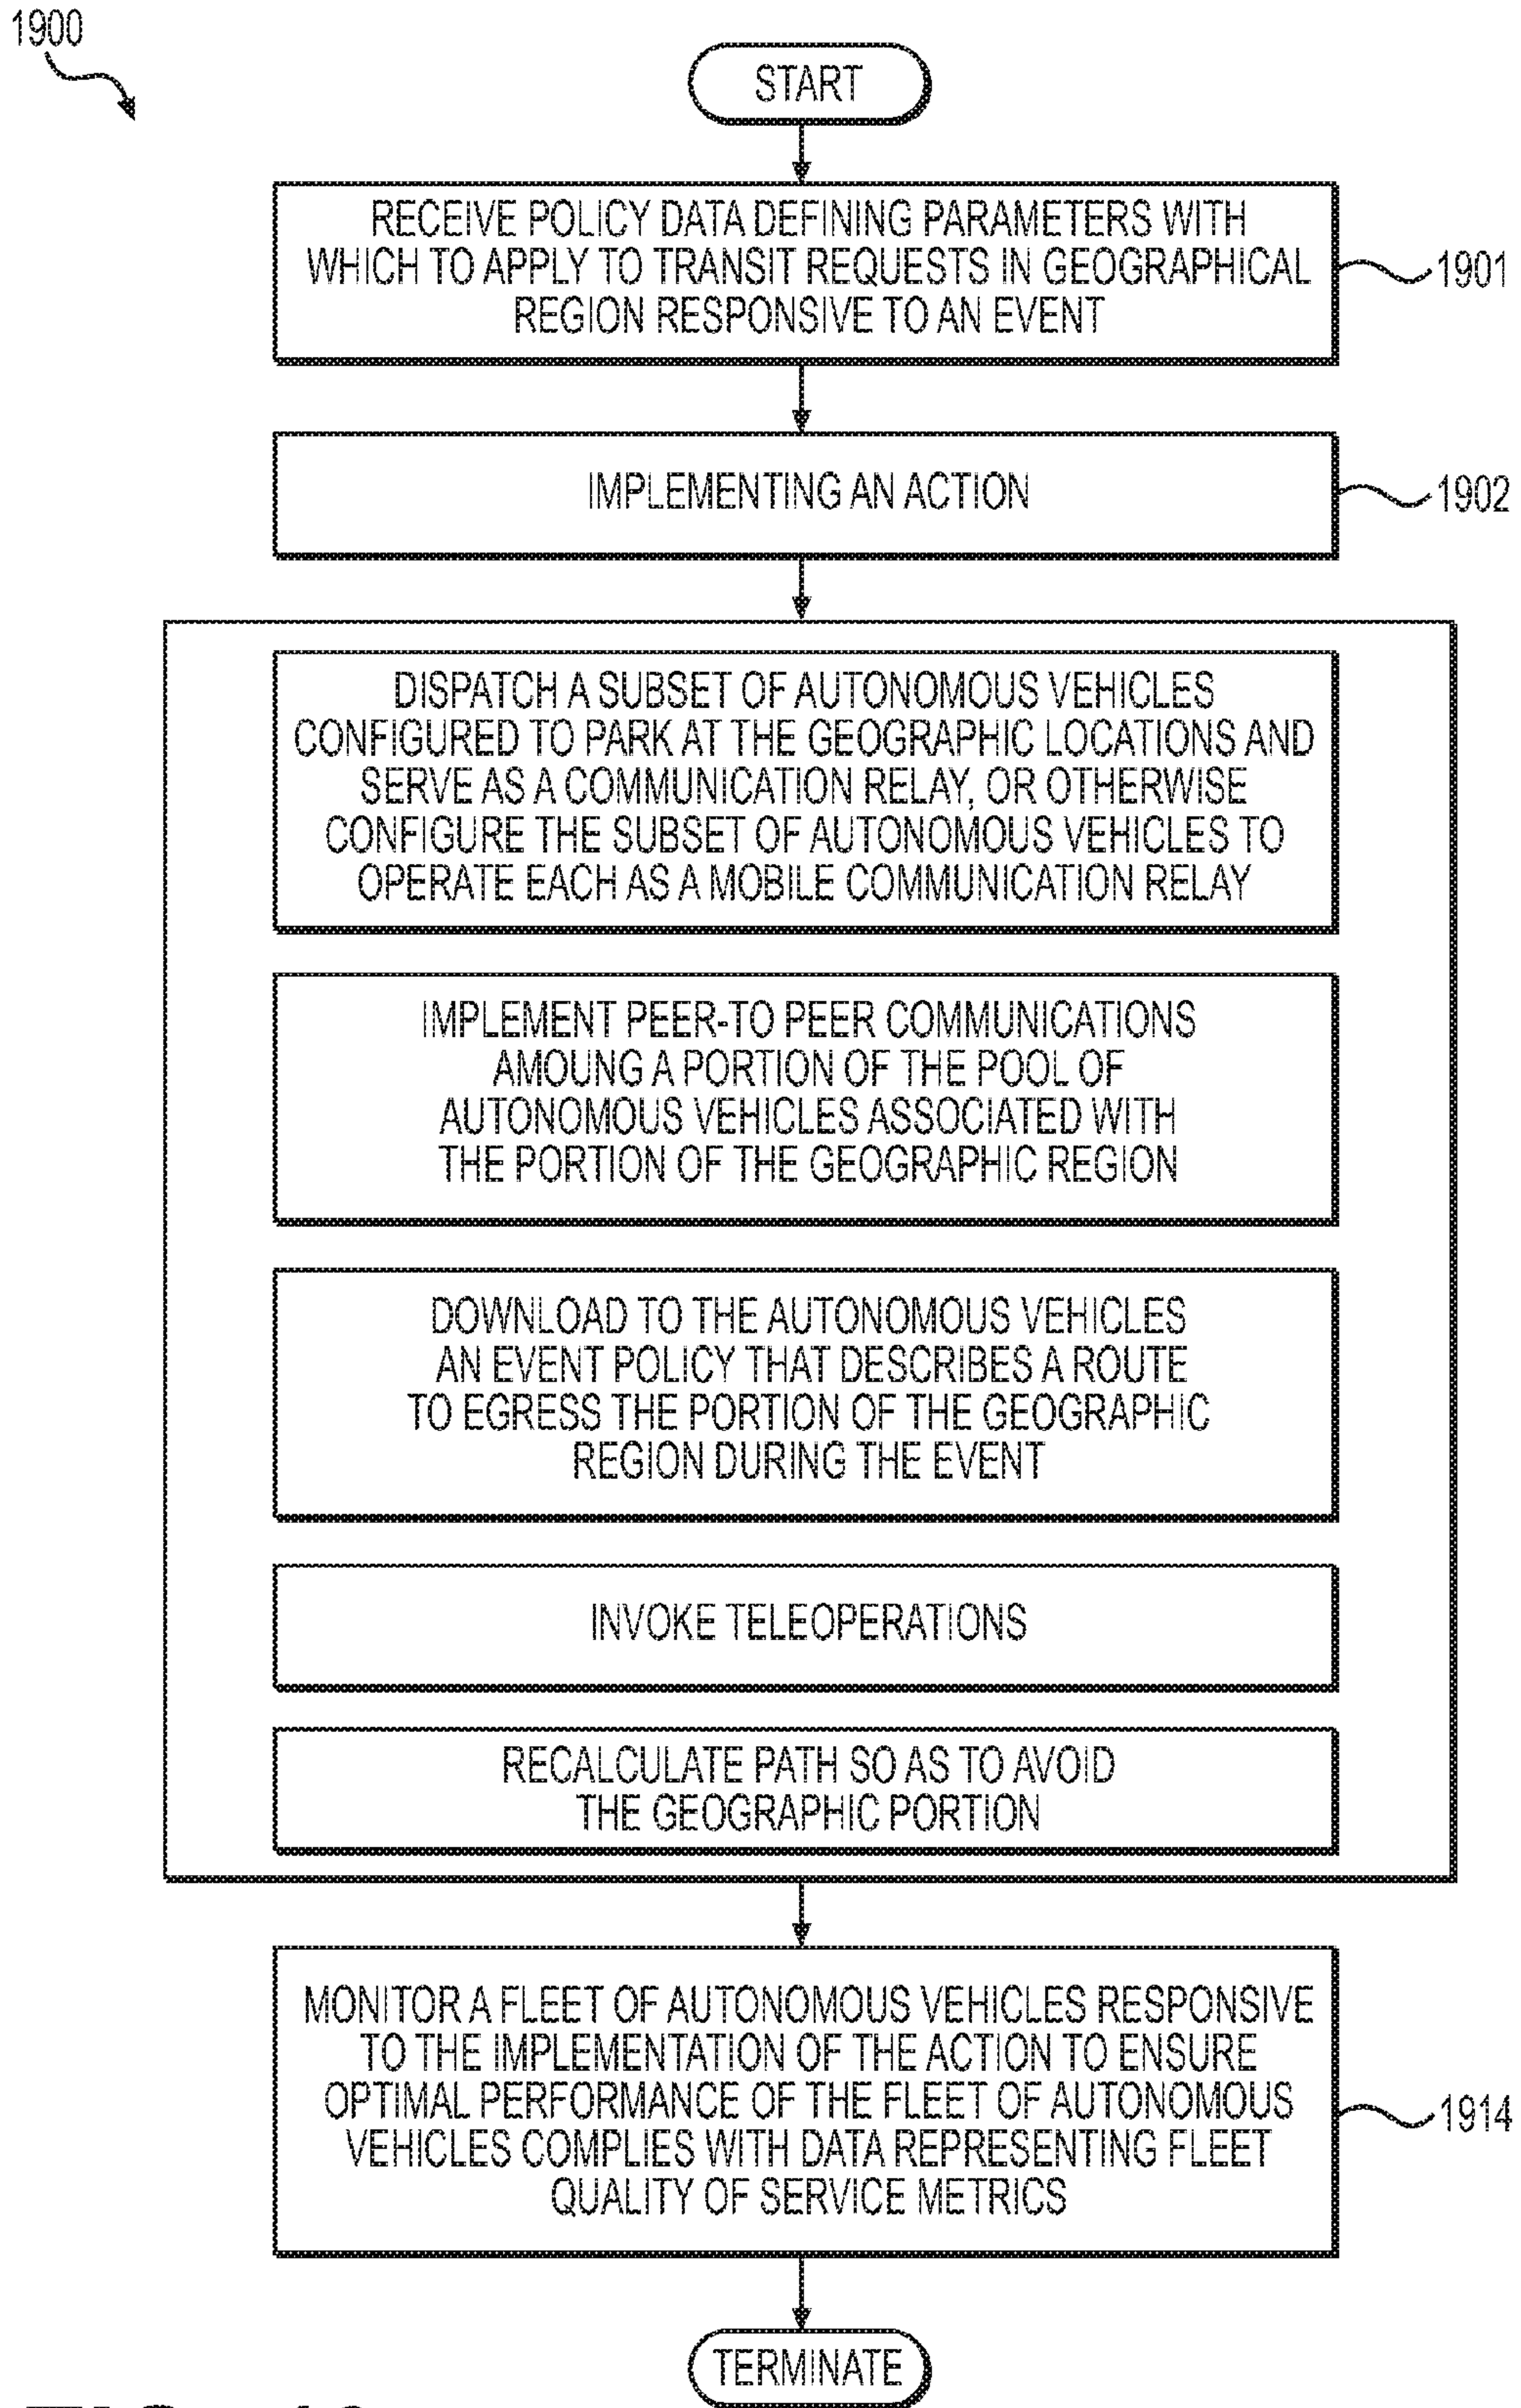 1900
START
RECEIVE POLICY DATA DEFINING PARAMETERS WITH
WHICH TO APPLY TO TRANSIT REQUESTS IN GEOGRAPHICAL
REGION RESPONSIVE TO AN EVENT
1901
IMPLEMENTING AN ACTION
1902
DISPATCH A SUBSET OF AUTONOMOUS VEHICLES
CONFIGURED TO PARK AT THE GEOGRAPHIC LOCATIONS AND
SERVE AS A COMMUNICATION RELAY, OR OTHERWISE
CONFIGURE THE SUBSET OF AUTONOMOUS VEHICLES TO
OPERATE EACH AS A MOBILE COMMUNICATION RELAY
IMPLEMENT PEER-TO PEER COMMUNICATIONS
AMOUNG A PORTION OF THE POOL OF
AUTONOMOUS VEHICLES ASSOCIATED WITH
THE PORTION OF THE GEOGRAPHIC REGION
DOWNLOAD TO THE AUTONOMOUS VEHICLES
AN EVENT POLICY THAT DESCRIBES A ROUTE
TO EGRESS THE PORTION OF THE GEOGRAPHIC
REGION DURING THE EVENT
INVOKE TELEOPERATIONS
RECALCULATE PATH SO AS TO AVOID
THE GEOGRAPHIC PORTION
MONITOR A FLEET OF AUTONOMOUS VEHICLES RESPONSIVE
TO THE IMPLEMENTATION OF THE ACTION TO ENSURE
OPTIMAL PERFORMANCE OF THE FLEET OF AUTONOMOUS
VEHICLES COMPLIES WITH DATA REPRESENTING FLEET
QUALITY OF SERVICE METRICS
1914
TERMINATE